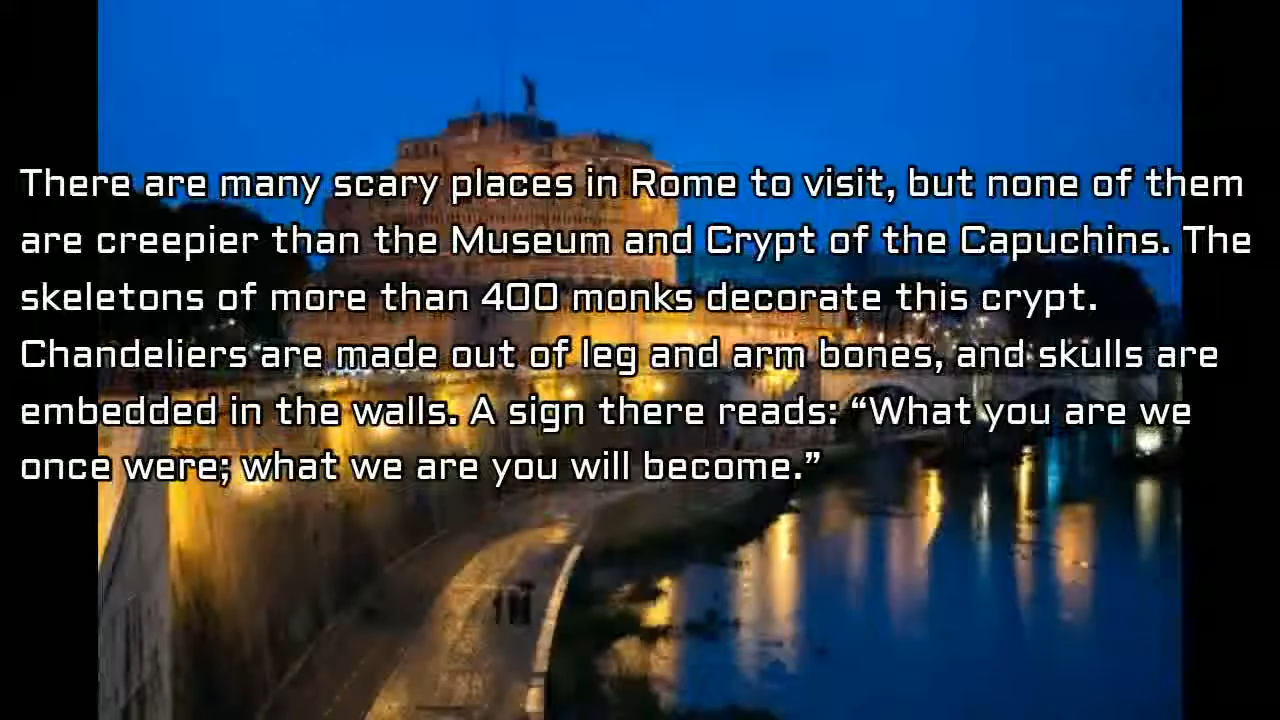 There are many scary places in Rome to visit, but none of them
are creepier than the Museum and Crypt of the Capuchins. The
skeletons of more than 400 monks decorate this crypt.
Chandeliers are made out of leg and arm bones, and skulls are
embedded in the walls. A sign there reads: “What you are we
once were; what we are you will become.”